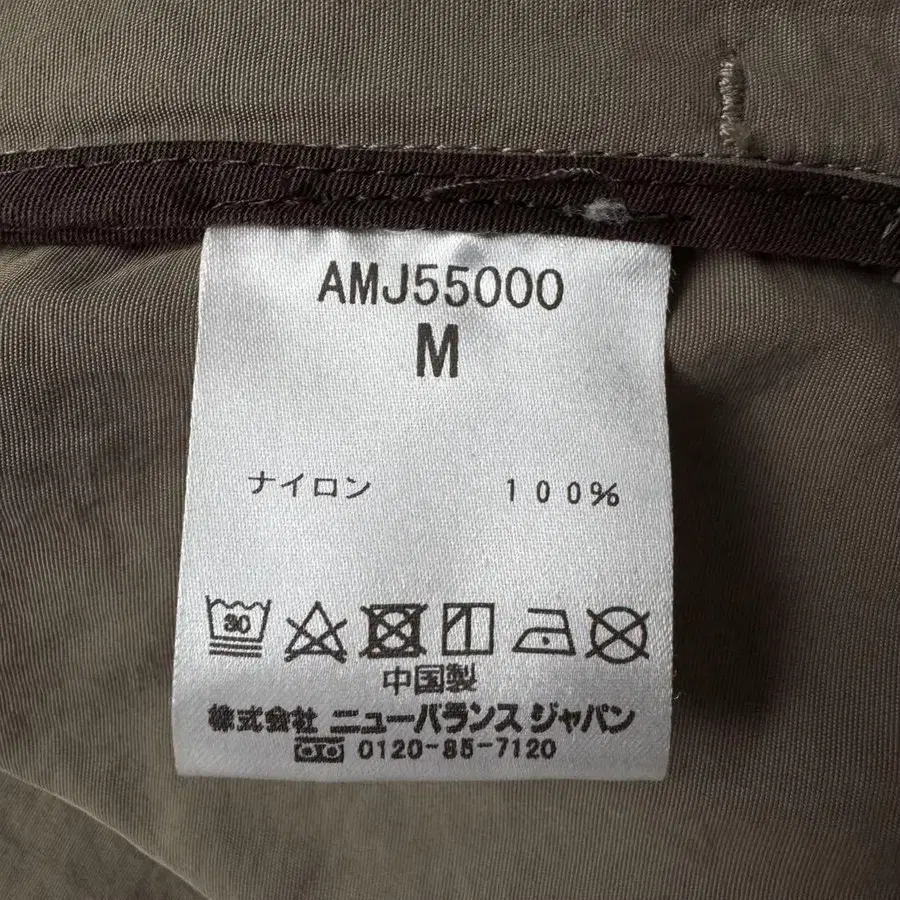 AMJ55000
M
ナイロン 100%
30
中国製
株式会社 ニューバランス ジャパン
0120-85-7120